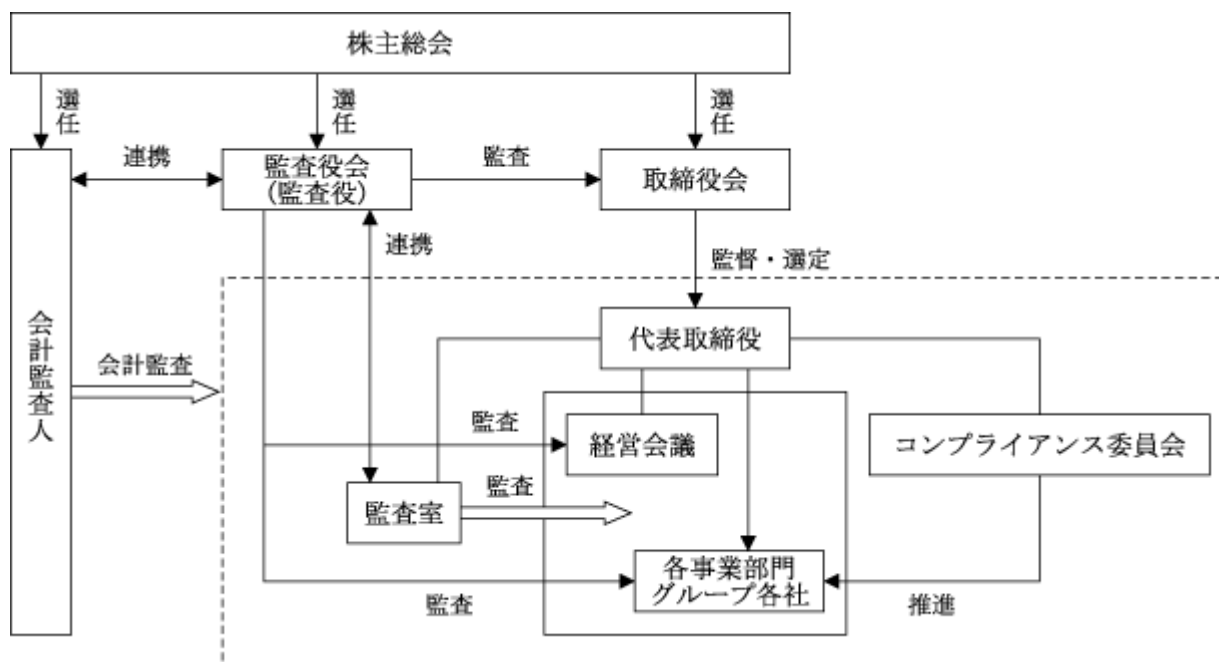 株主総会
選任
選任
選任
連携
監査役会
(監査役)
監査
取締役会
連携
監督・選定
会計監査人
会計監査
代表取締役
監査
経営会議
コンプライアンス委員会
監査
監査室
各事業部門
グループ各社
監査
推進